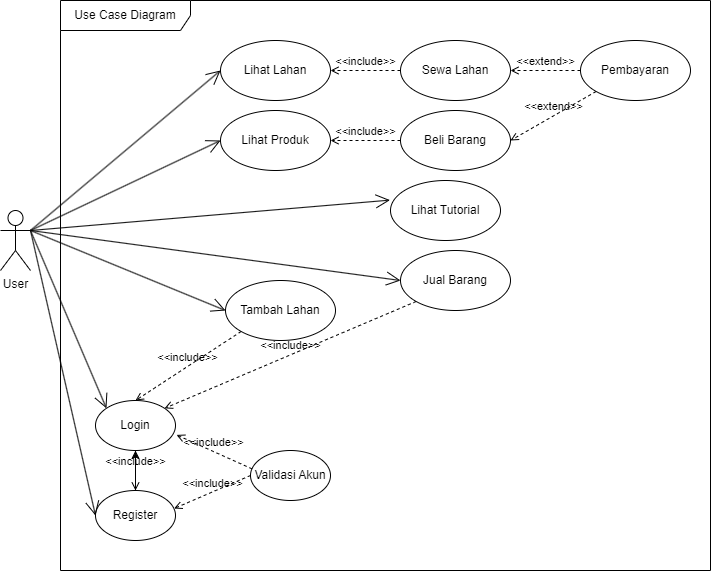 Use Case Diagram
Lihat Lahan
<<include>>
Sewa Lahan
<<extend>>
Pembayaran
<<extend>>
Lihat Produk
<<include>>
Beli Barang
Lihat Tutorial
User
Jual Barang
Tambah Lahan
<<include>>
<<include>>
Login
<<include>>
<<include>>
Validasi Akun
<<include>>
Register